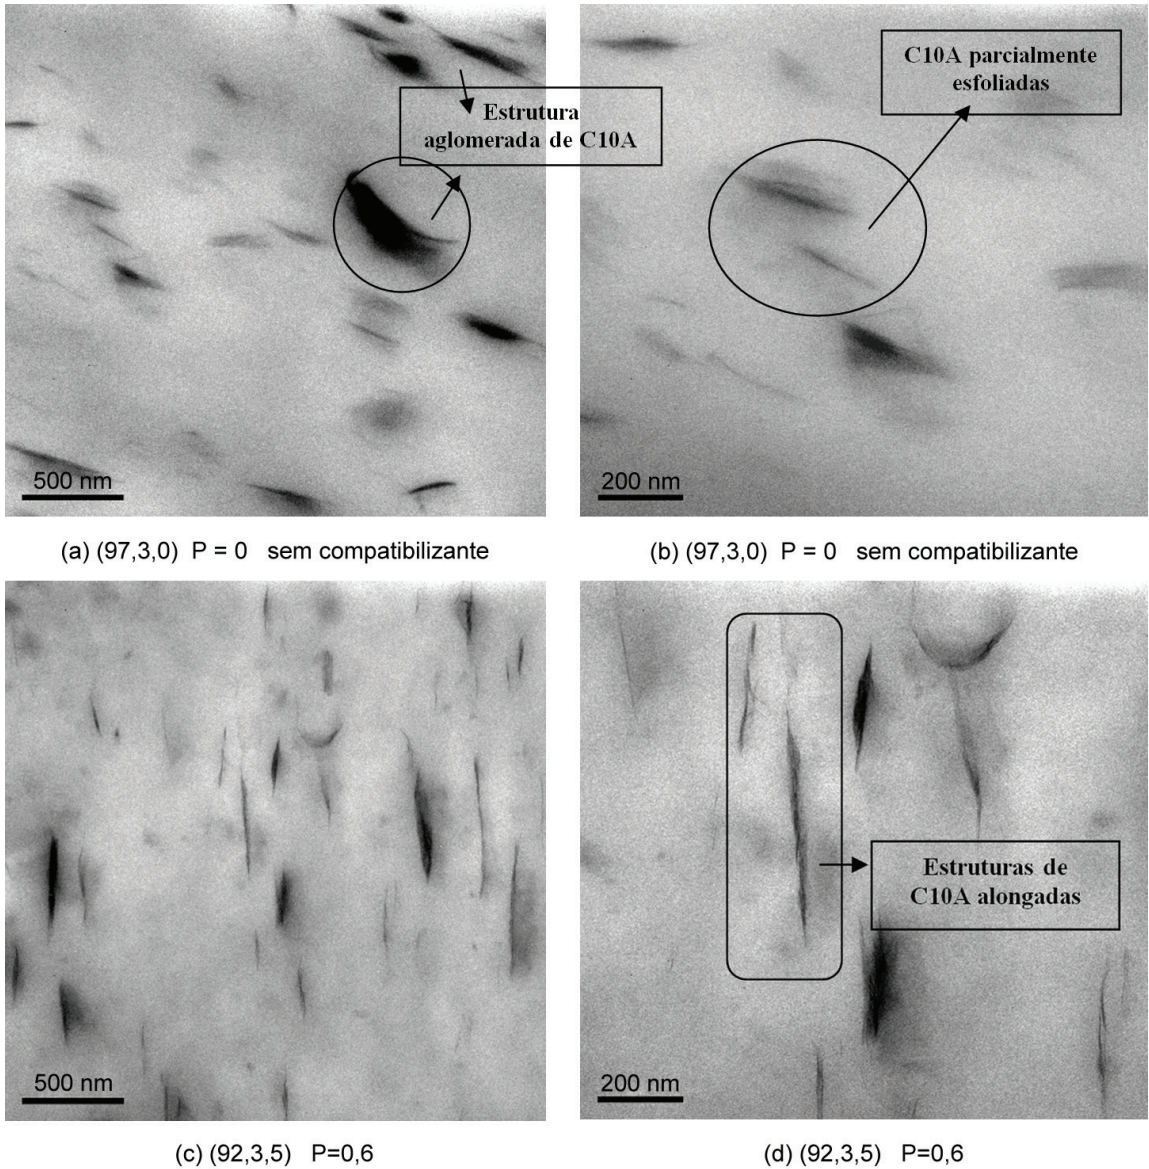 Estrutura
aglomerada de C10A
500 nm
C10A parcialmente
esfoliadas
200 nm
(a) (97,3,0) P = 0 sem compatibilizante
(b) (97,3,0) P = 0 sem compatibilizante
500 nm
Estruturas de
C10A alongadas
200 nm
(c) (92,3,5) P=0,6
(d) (92,3,5) P=0,6